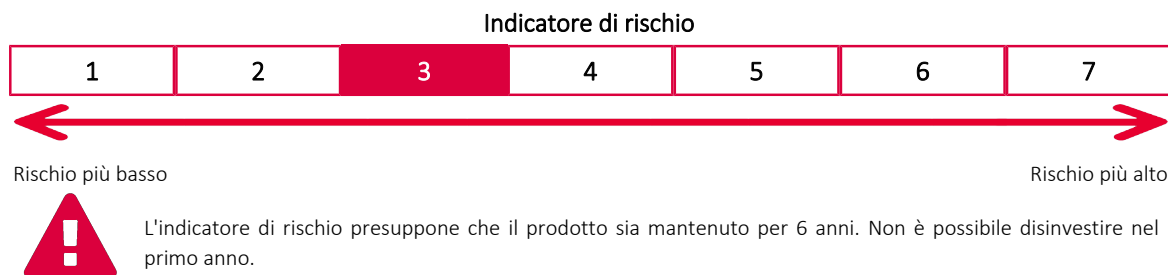 Indicatore di rischio
1 2 3 4 5 6 7
Rischio più basso Rischio più alto
L'indicatore di rischio presuppone che il prodotto sia mantenuto per 6 anni. Non è possibile disinvestire nel
primo anno.